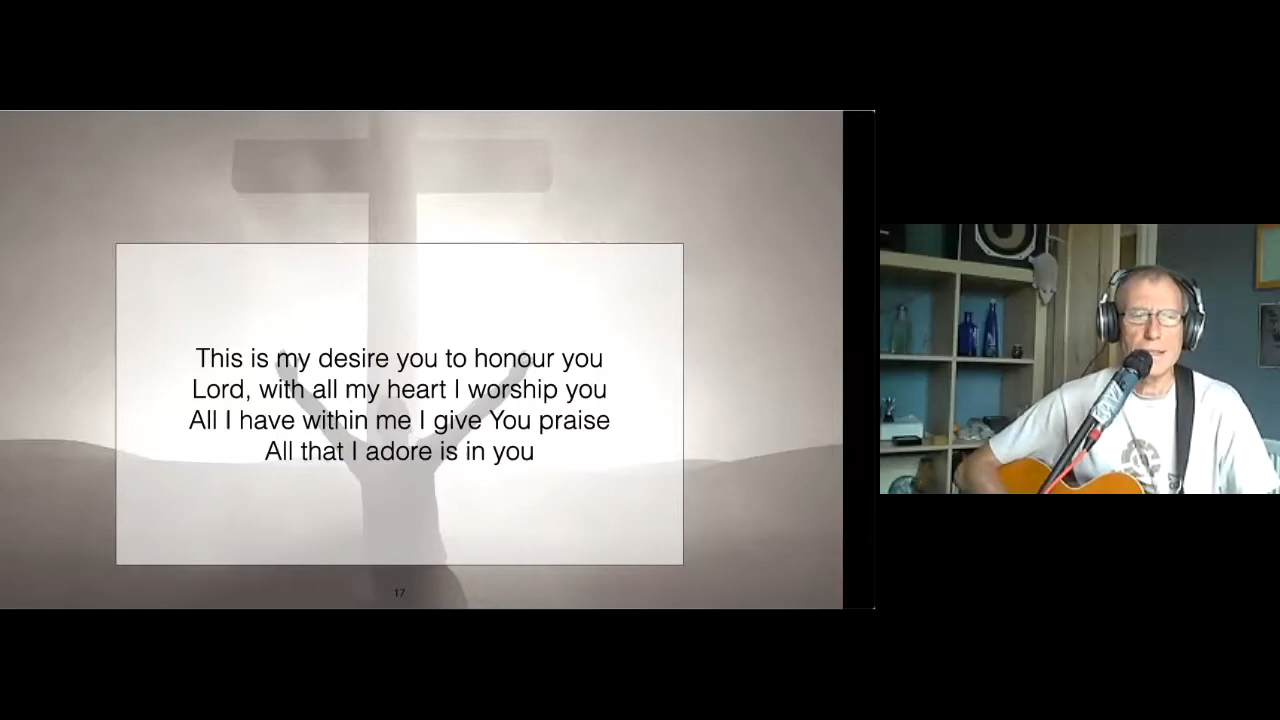 This is my desire you to honour you
Lord, with all my heart I worship you
All I have within me I give You praise
All that I adore is in you
17